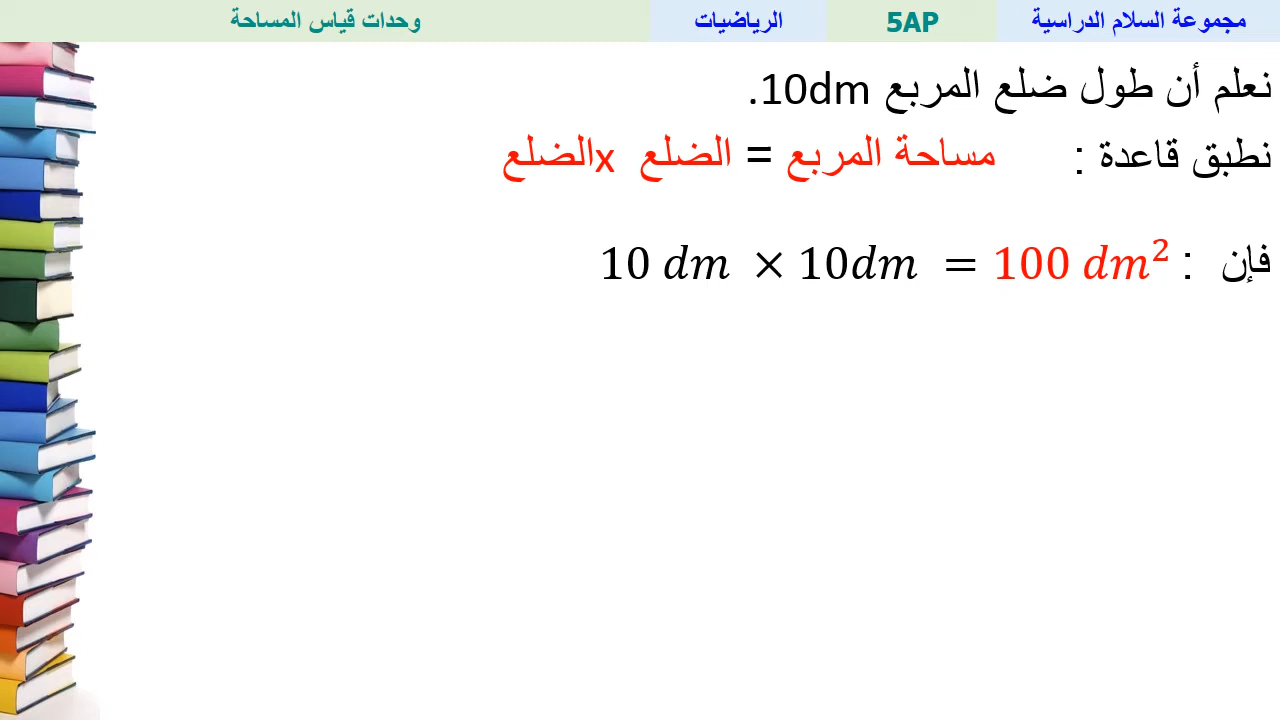 مجموعة السلام الدراسية 5AP الرياضيات وحدات قياس المساحة
نعلم أن طول ضلع المربع 10dm.
نطبق قاعدة : مساحة المربع = الضلع xالضلع
فإن : 10 dm × 10dm = 100 dm²